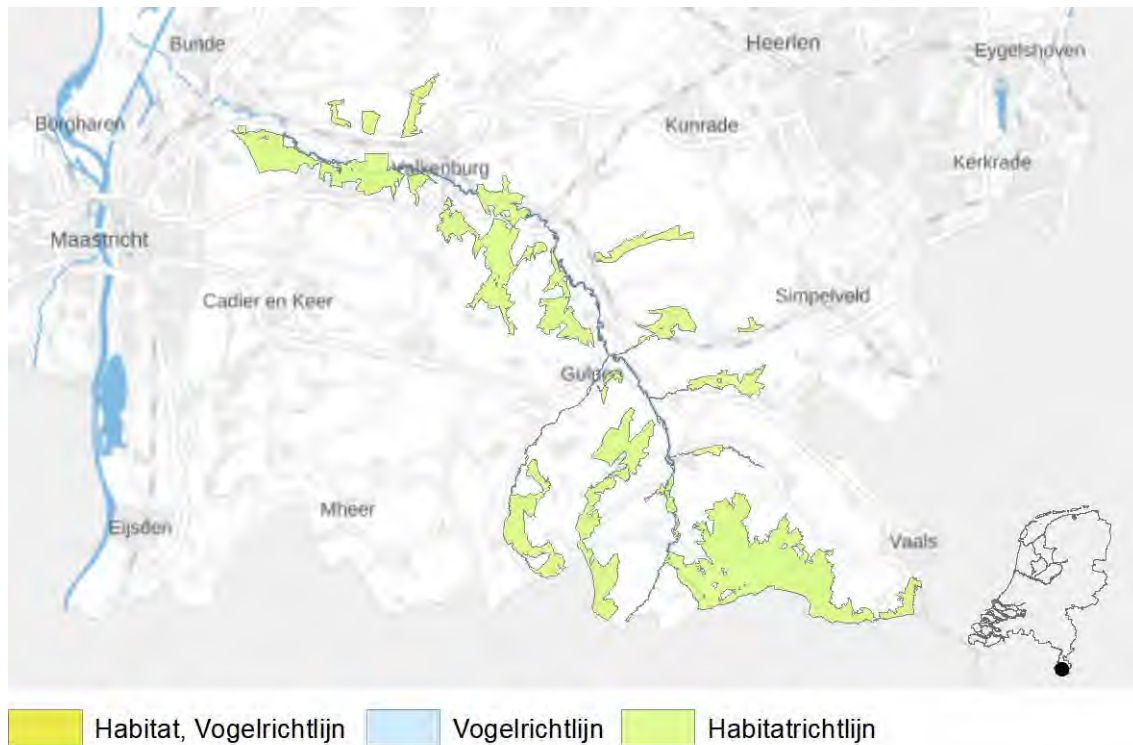 Bunde
Heerlen
Eygelshoven
Borgharen
Kunrade
Kerkrade
Valkenburg
Maastricht
Cadier en Keer
Simpelveld
Gulpen
Mheer
Eijsden
Vaals
Habitat, Vogelrichtlijn
Vogelrichtlijn
Habitatrichtlijn